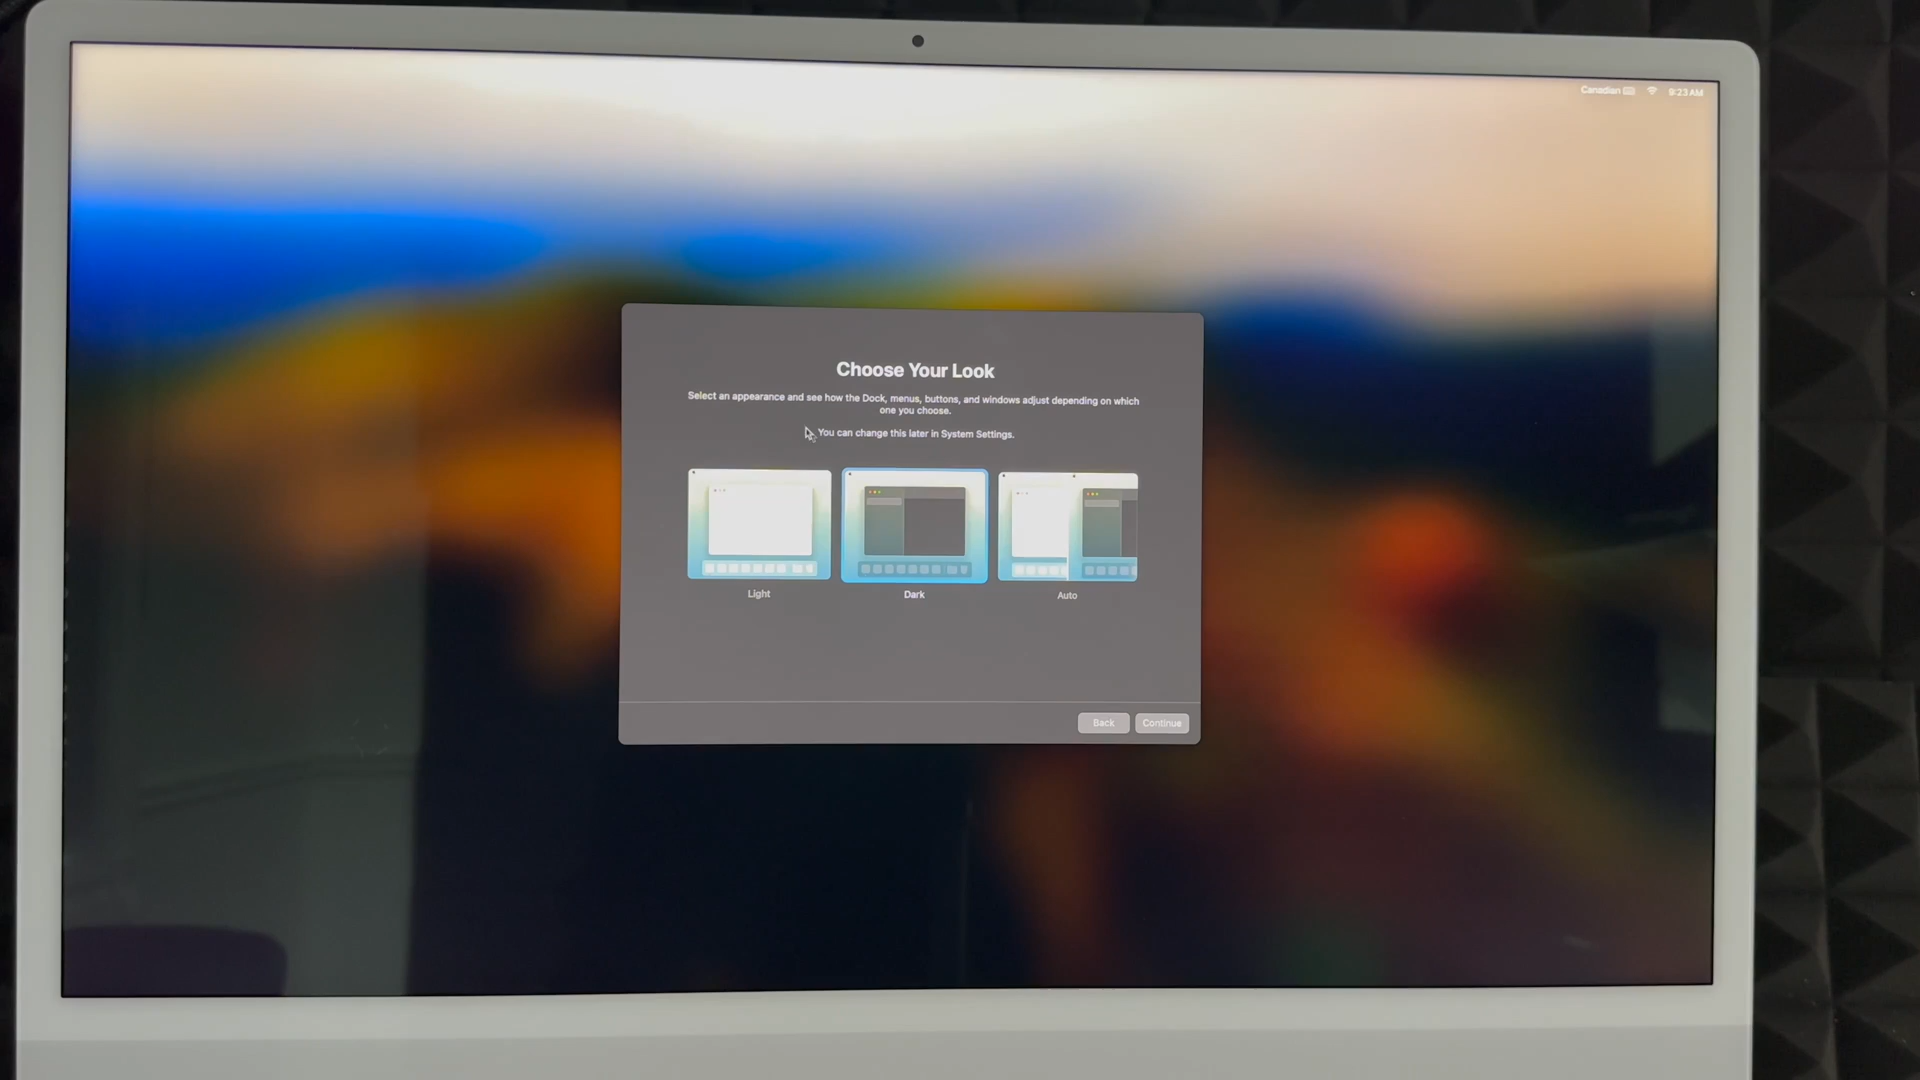 Canadian 9:23 AM
Choose Your Look
Select an appearance and see how the Dock, menus, buttons, and windows adjust depending on which
one you choose.
You can change this later in System Settings.
Light Dark Auto
Back Continue